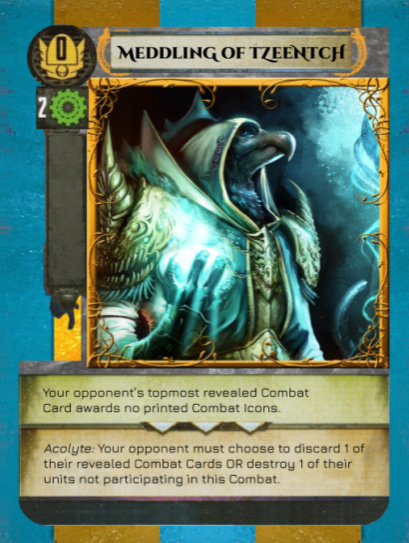 0
MEDDLING OF TZEENTCH
2
Your opponent's topmost revealed Combat
Card awards no printed Combat Icons.
Acolyte: Your opponent must choose to discard 1 of
their revealed Combat Cards OR destroy 1 of their
units not participating in this Combat.